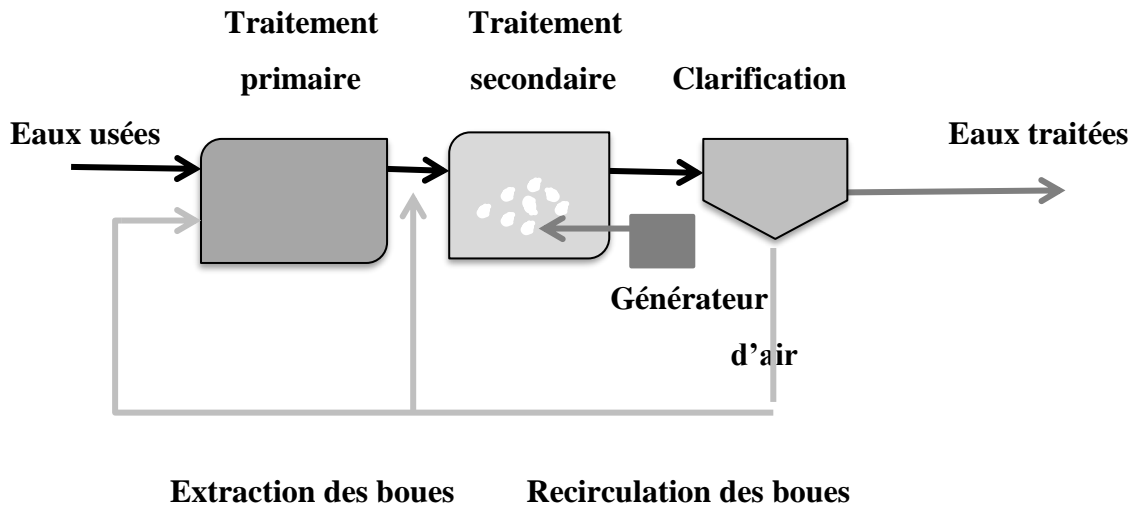 Traitement
primaire
Traitement
secondaire
Clarification
Eaux usées
Eaux traitées
Générateur
d’air
Extraction des boues
Recirculation des boues